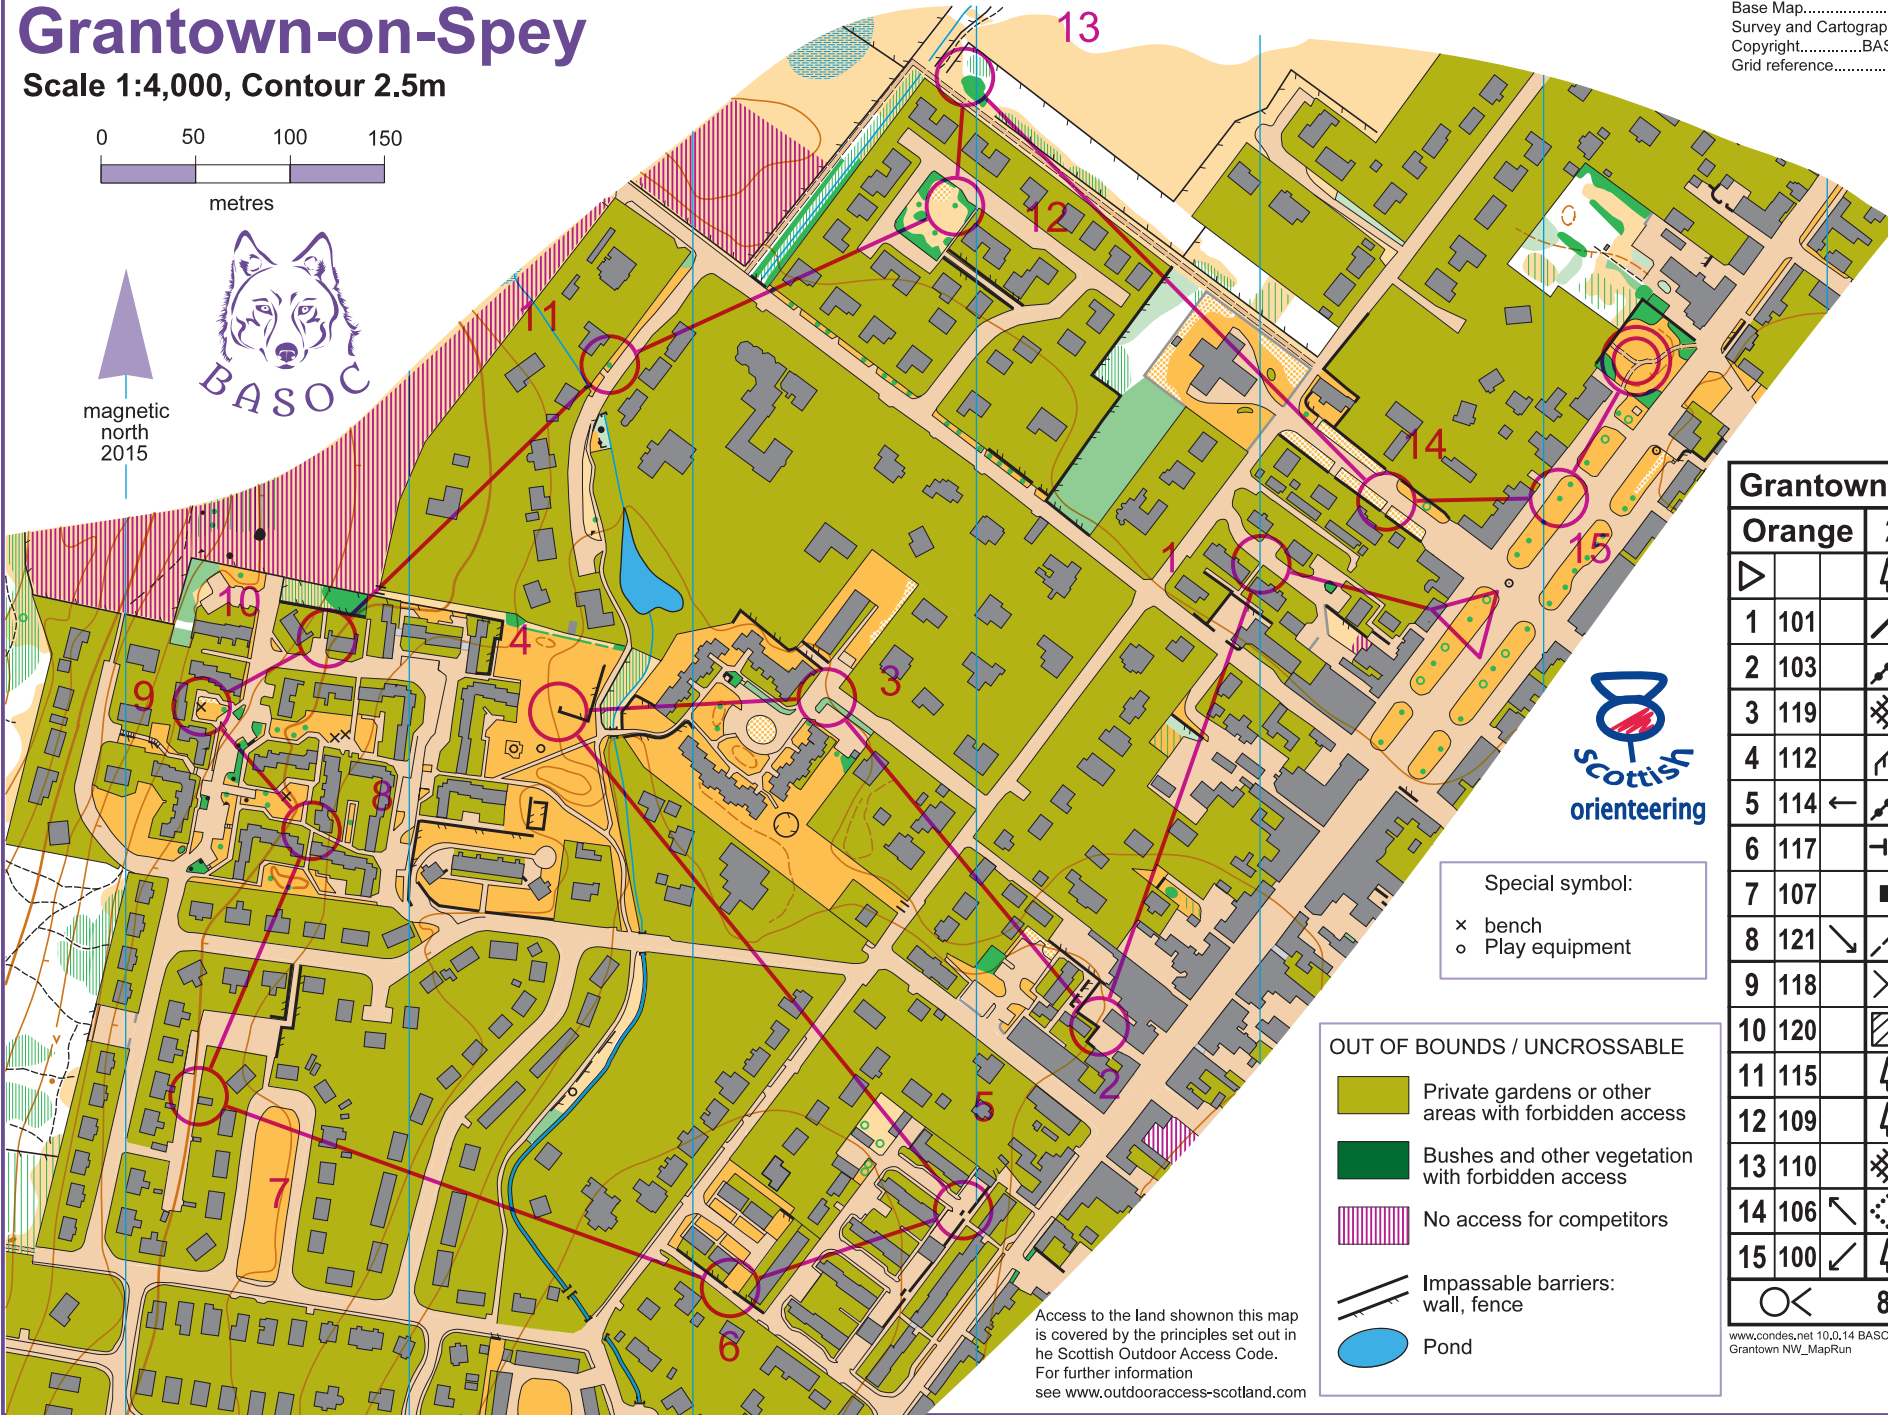 Grantown-on-Spey
Scale 1:4,000, Contour 2.5m
0 50 100 150
metres
BASOC
magnetic
north
2015
Base Map
Survey and Cartograp
Copyright.............BAS
Grid reference
13
12
11
14
15
1
10
4
3
9
8
5
2
7
6
Scottish
orienteering
Special symbol:
× bench
○ Play equipment
OUT OF BOUNDS / UNCROSSABLE
Private gardens or other
areas with forbidden access
Bushes and other vegetation
with forbidden access
No access for competitors
Impassable barriers:
wall, fence
Pond
Access to the land shownon this map
is covered by the principles set out in
he Scottish Outdoor Access Code.
For further information
see www.outdooraccess-scotland.com
Grantown
Orange
1 101
2 103
3 119
4 112
5 114
6 117
7 107
8 121
9 118
10 120
11 115
12 109
13 110
14 106
15 100
8
www.condes.net 10.0.14 BASO
Grantown NW_MapRun